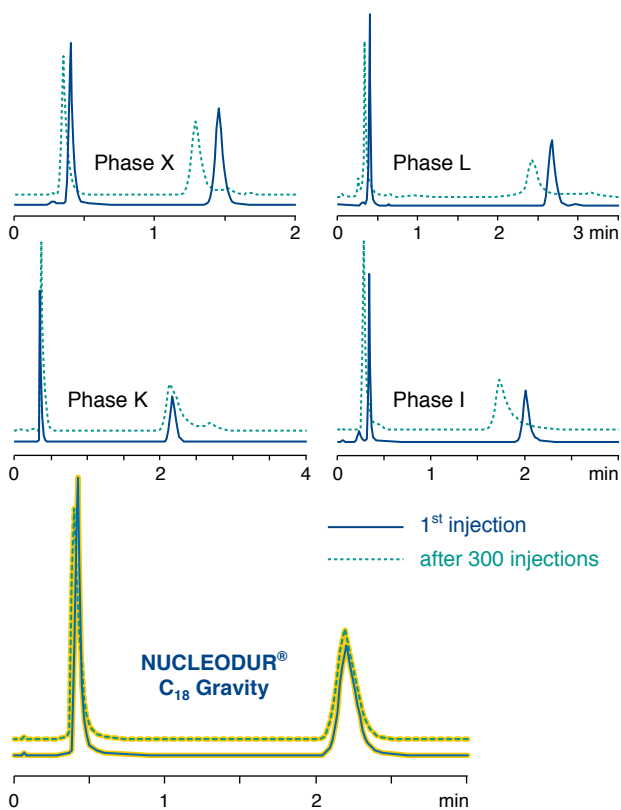 Phase X
0 1 2
Phase L
0 1 2 3 min
Phase K
0 2 4
Phase I
0 1 2 min
1st injection
after 300 injections
NUCLEODUR®
C18 Gravity
0 1 2 min